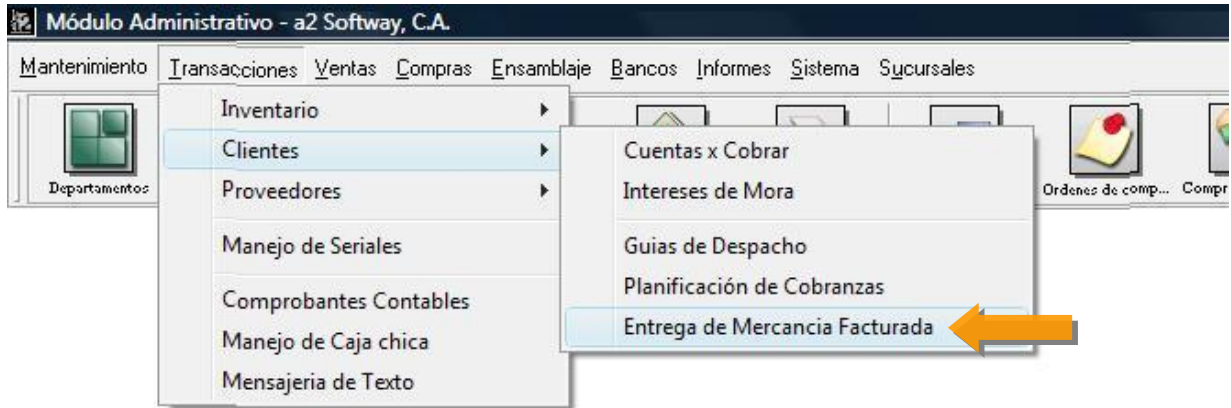 Módulo Administrativo - a2 Softway, C.A.
Mantenimiento Transacciones Ventas Compras Ensamblaje Bancos Informes Sistema Sucursales
Departamentos
Ordenes de comp...
Compr
Inventario
Clientes
Proveedores
Manejo de Seriales
Comprobantes Contables
Manejo de Caja chica
Mensajeria de Texto
Cuentas x Cobrar
Intereses de Mora
Guias de Despacho
Planificación de Cobranzas
Entrega de Mercancia Facturada